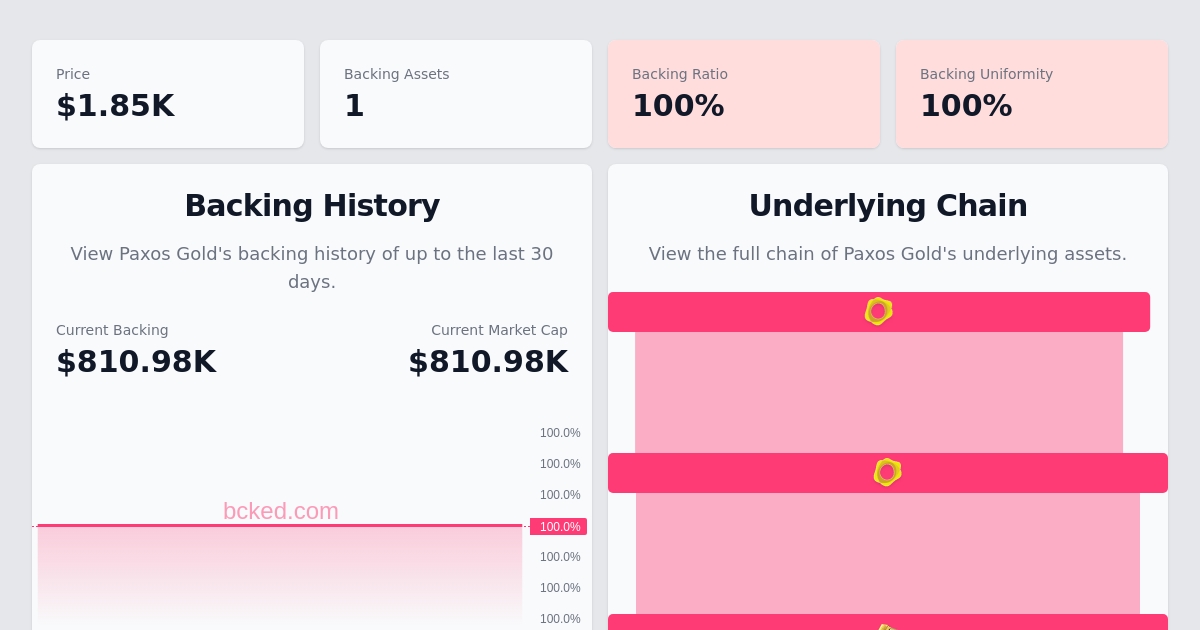 Price
$1.85K
Backing Assets
1
Backing Ratio
100%
Backing Uniformity
100%
Backing History
View Paxos Gold's backing history of up to the last 30
days.
Current Backing
$810.98K
Current Market Cap
$810.98K
100.0%
100.0%
100.0%
bcked.com
100.0%
100.0%
100.0%
100.0%
Underlying Chain
View the full chain of Paxos Gold's underlying assets.